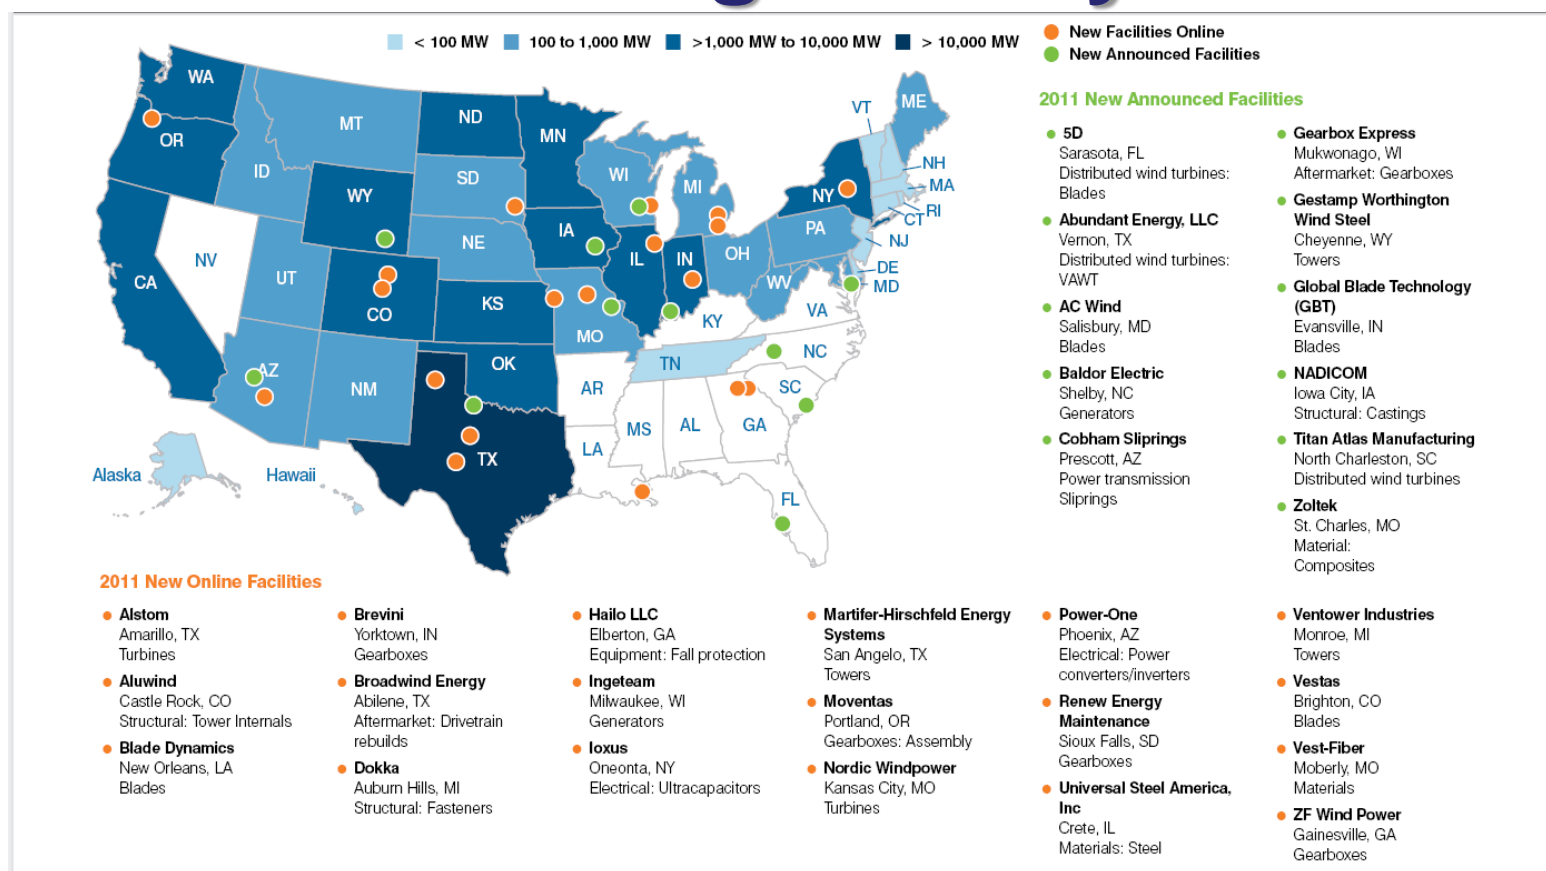 < 100 MW
100 to 1,000 MW
>1,000 MW to 10,000 MW
> 10,000 MW
New Facilities Online
New Announced Facilities
WA
OR
CA
NV
ID
MT
WY
UT
CO
AZ
NM
ND
SD
NE
KS
OK
TX
MN
IA
MO
AR
LA
WI
IL
MI
IN
OH
KY
TN
MS
AL
GA
FL
SC
NC
VA
WV
PA
NY
VT
ME
NH
MA
RI
CT
NJ
DE
MD
Alaska
Hawaii
2011 New Announced Facilities
5D
Sarasota, FL
Distributed wind turbines:
Blades
Abundant Energy, LLC
Vernon, TX
Distributed wind turbines:
VAWT
AC Wind
Salisbury, MD
Blades
Baldor Electric
Shelby, NC
Generators
Cobham Sliprings
Prescott, AZ
Power transmission
Sliprings
Gearbox Express
Mukwonago, WI
Aftermarket: Gearboxes
Gestamp Worthington
Wind Steel
Cheyenne, WY
Towers
Global Blade Technology
(GBT)
Evansville, IN
Blades
NADICOM
Iowa City, IA
Structural: Castings
Titan Atlas Manufacturing
North Charleston, SC
Distributed wind turbines
Zoltek
St. Charles, MO
Material:
Composites
2011 New Online Facilities
Alstom
Amarillo, TX
Turbines
Aluwind
Castle Rock, CO
Structural: Tower Internals
Blade Dynamics
New Orleans, LA
Blades
Brevini
Yorktown, IN
Gearboxes
Broadwind Energy
Abilene, TX
Aftermarket: Drivetrain
rebuilds
Dokka
Auburn Hills, MI
Structural: Fasteners
Hailo LLC
Elberton, GA
Equipment: Fall protection
Ingeteam
Milwaukee, WI
Generators
Ioxus
Oneonta, NY
Electrical: Ultracapacitors
Martifer-Hirschfeld Energy
Systems
San Angelo, TX
Towers
Moventas
Portland, OR
Gearboxes: Assembly
Nordic Windpower
Kansas City, MO
Turbines
Power-One
Phoenix, AZ
Electrical: Power
converters/inverters
Renew Energy
Maintenance
Sioux Falls, SD
Gearboxes
Universal Steel America,
Inc
Crete, IL
Materials: Steel
Ventower Industries
Monroe, MI
Towers
Vestas
Brighton, CO
Blades
Vest-Fiber
Moberly, MO
Materials
ZF Wind Power
Gainesville, GA
Gearboxes